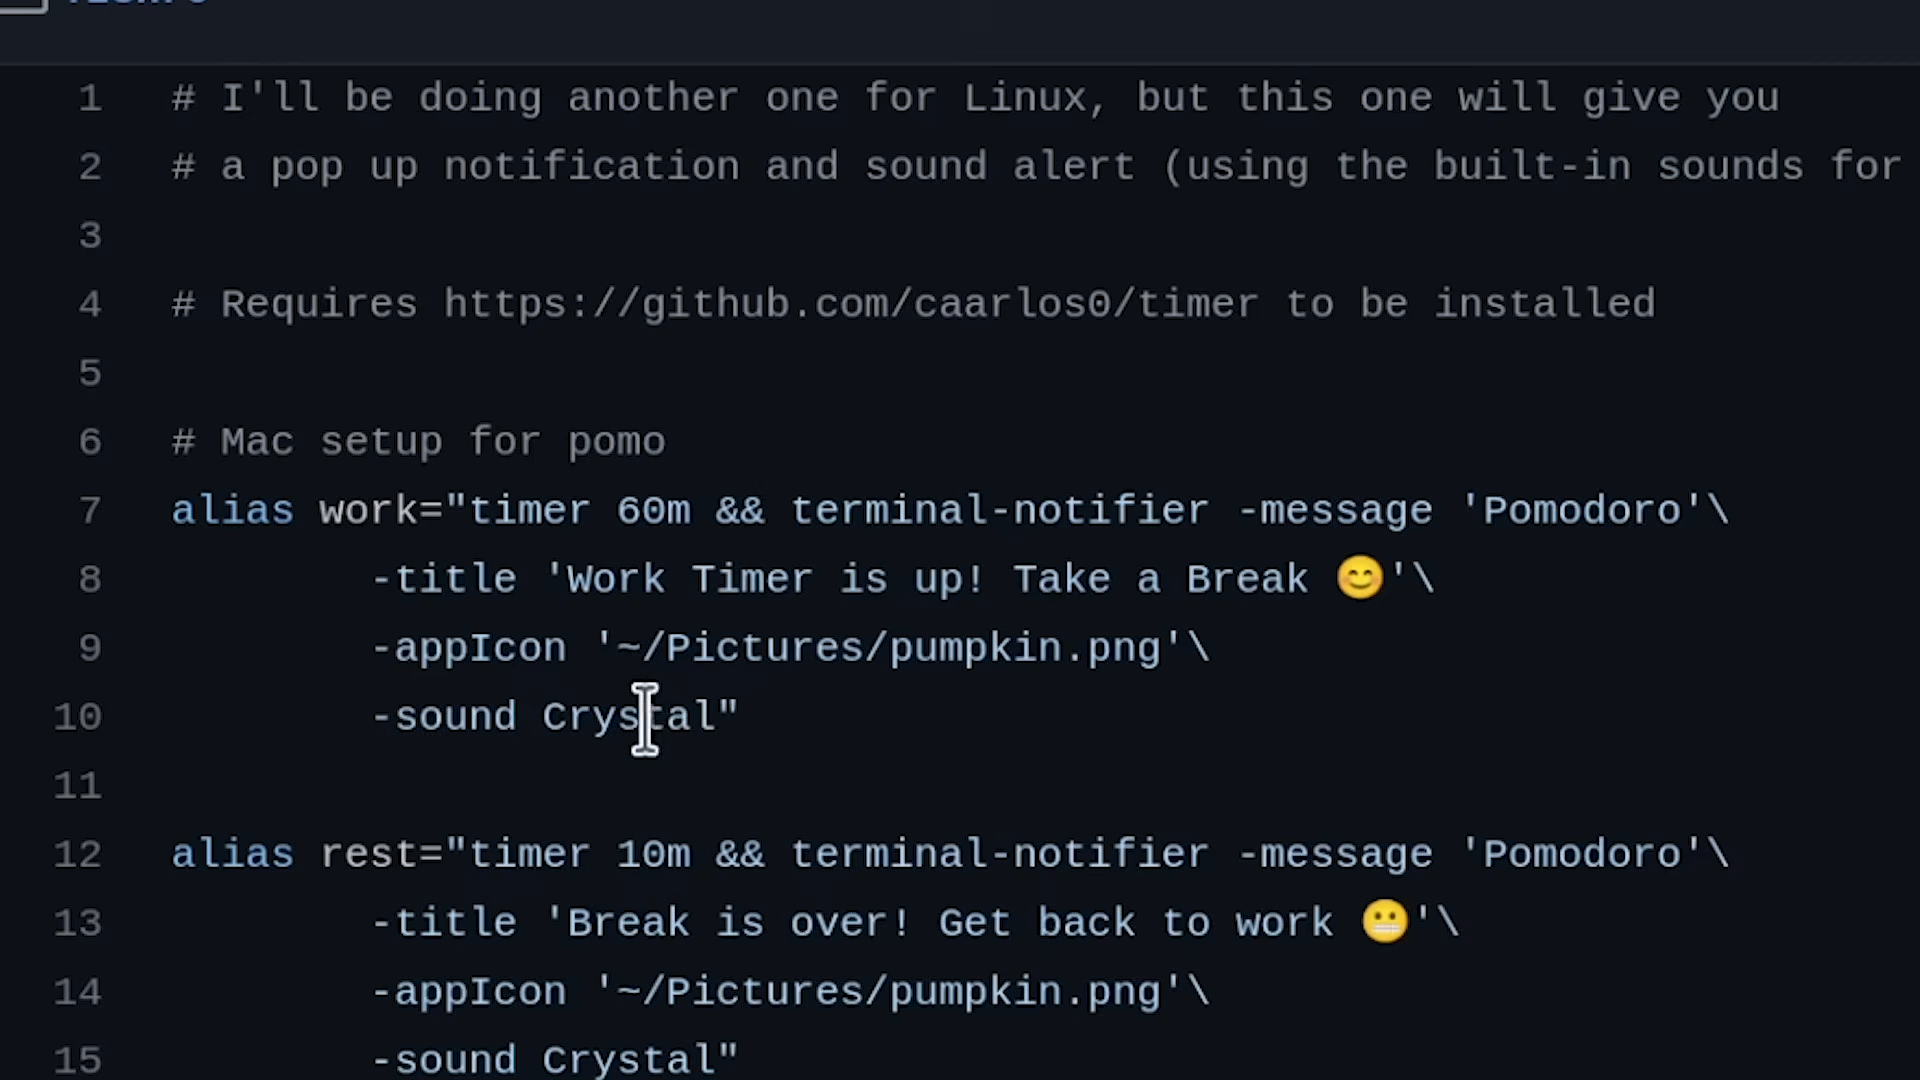 1 # I'll be doing another one for Linux, but this one will give you
2 # a pop up notification and sound alert (using the built-in sounds for
3
4 # Requires https://github.com/caarlos0/timer to be installed
5
6 # Mac setup for pomo
7 alias work="timer 60m && terminal-notifier -message 'Pomodoro'\
8         -title 'Work Timer is up! Take a Break 😊'\
9         -appIcon '~/Pictures/pumpkin.png'\
10         -sound Crystal"
11
12 alias rest="timer 10m && terminal-notifier -message 'Pomodoro'\
13         -title 'Break is over! Get back to work 😬'\
14         -appIcon '~/Pictures/pumpkin.png'\
15         -sound Crystal"